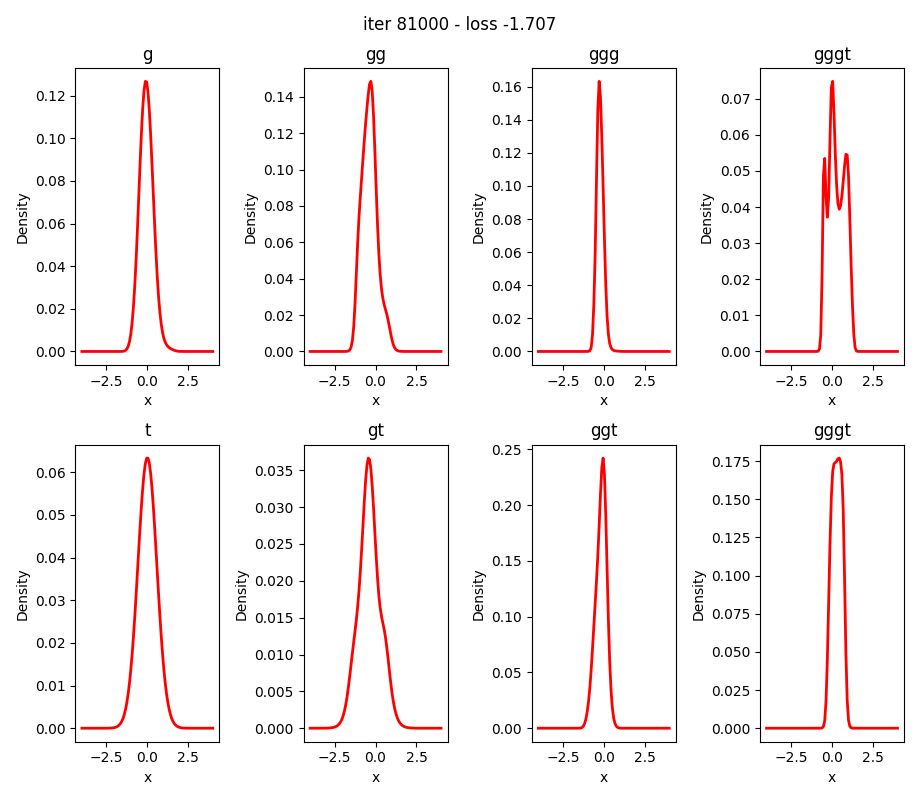 iter 81000 - loss -1.707
g
gg
ggg
gggt
0.12
0.10
0.08
0.06
0.04
0.02
0.00
Density
−2.5 0.0 2.5
x
0.14
0.12
0.10
0.08
0.06
0.04
0.02
0.00
Density
−2.5 0.0 2.5
x
0.16
0.14
0.12
0.10
0.08
0.06
0.04
0.02
0.00
Density
−2.5 0.0 2.5
x
0.07
0.06
0.05
0.04
0.03
0.02
0.01
0.00
Density
−2.5 0.0 2.5
x
t
gt
ggt
gggt
0.06
0.05
0.04
0.03
0.02
0.01
0.00
Density
−2.5 0.0 2.5
x
0.035
0.030
0.025
0.020
0.015
0.010
0.005
0.000
Density
−2.5 0.0 2.5
x
0.25
0.20
0.15
0.10
0.05
0.00
Density
−2.5 0.0 2.5
x
0.175
0.150
0.125
0.100
0.075
0.050
0.025
0.000
Density
−2.5 0.0 2.5
x